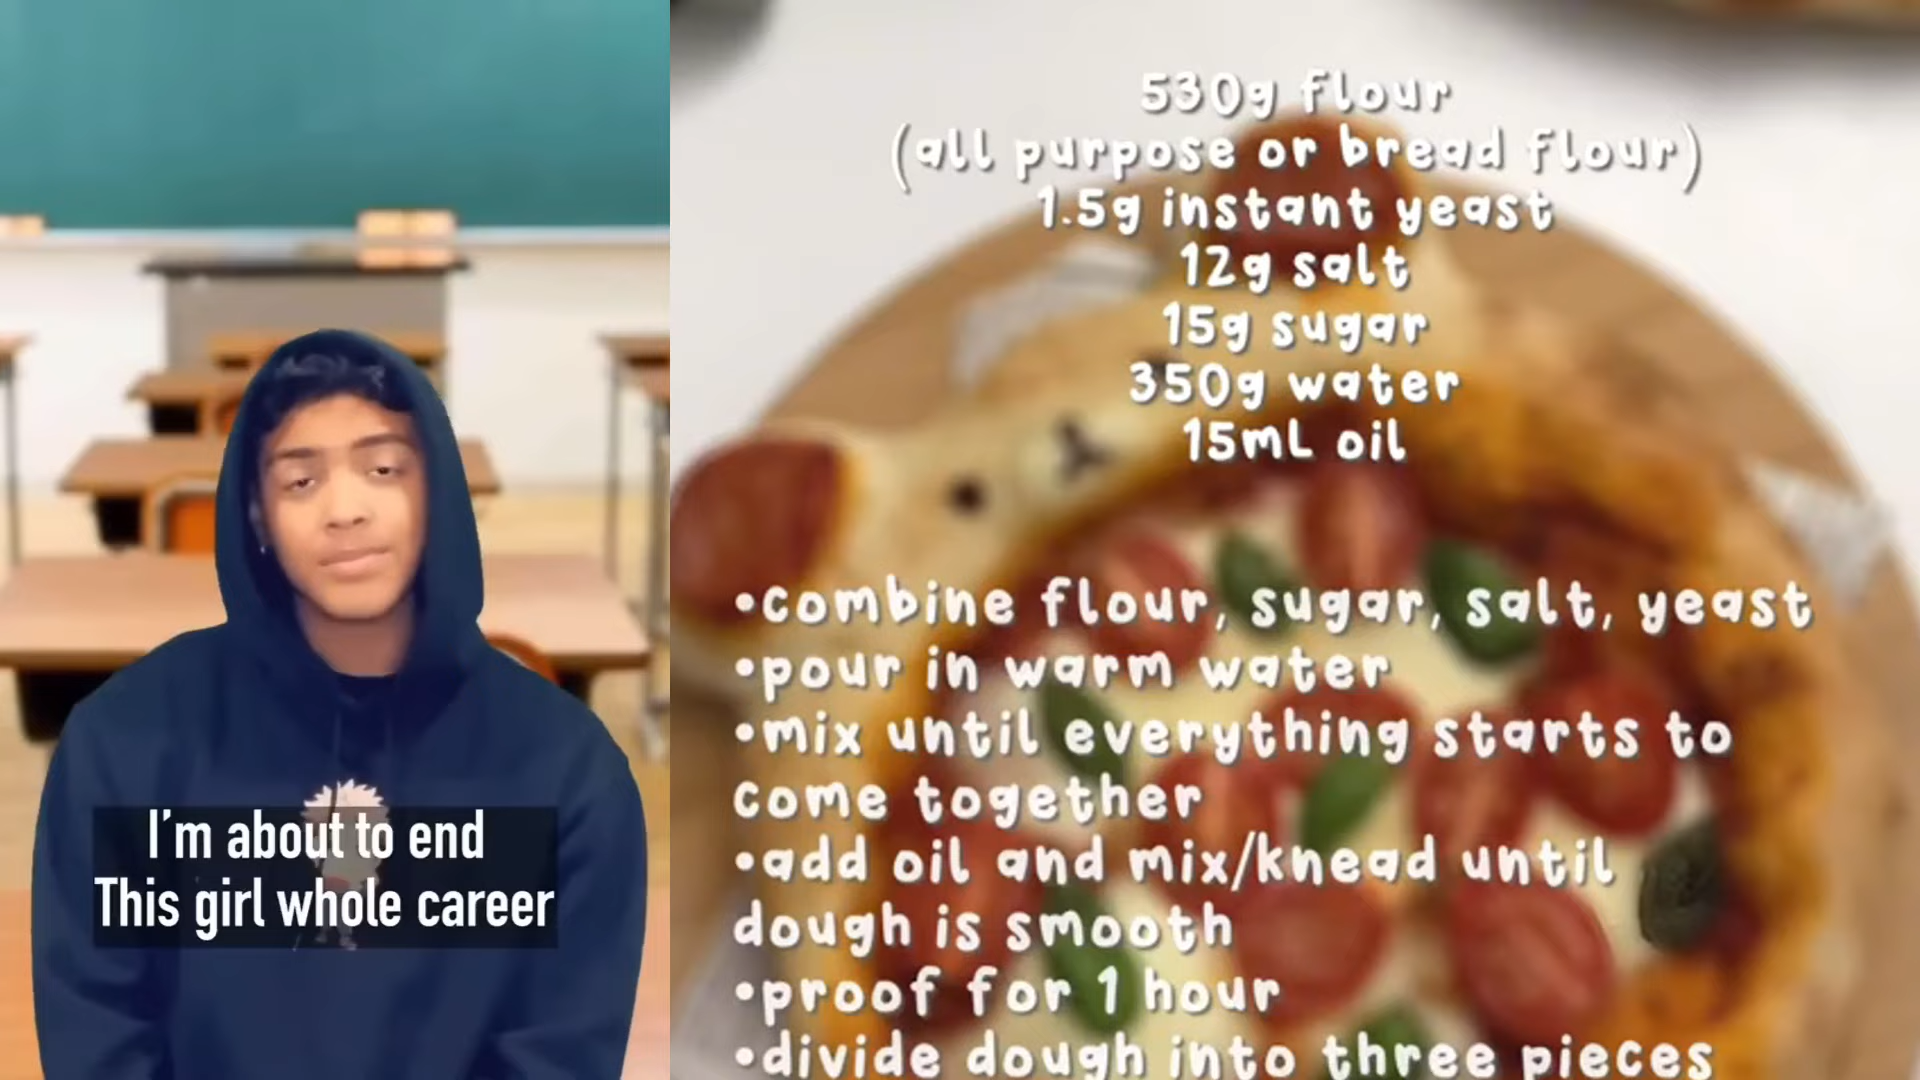 I'm about to end
This girl whole career
530g flour
(all purpose or bread flour)
1.5g instant yeast
12g salt
15g sugar
350g water
15mL oil
•combine flour, sugar, salt, yeast
•pour in warm water
•mix until everything starts to
come together
•add oil and mix/knead until
dough is smooth
•proof for 1 hour
•divide dough into three pieces